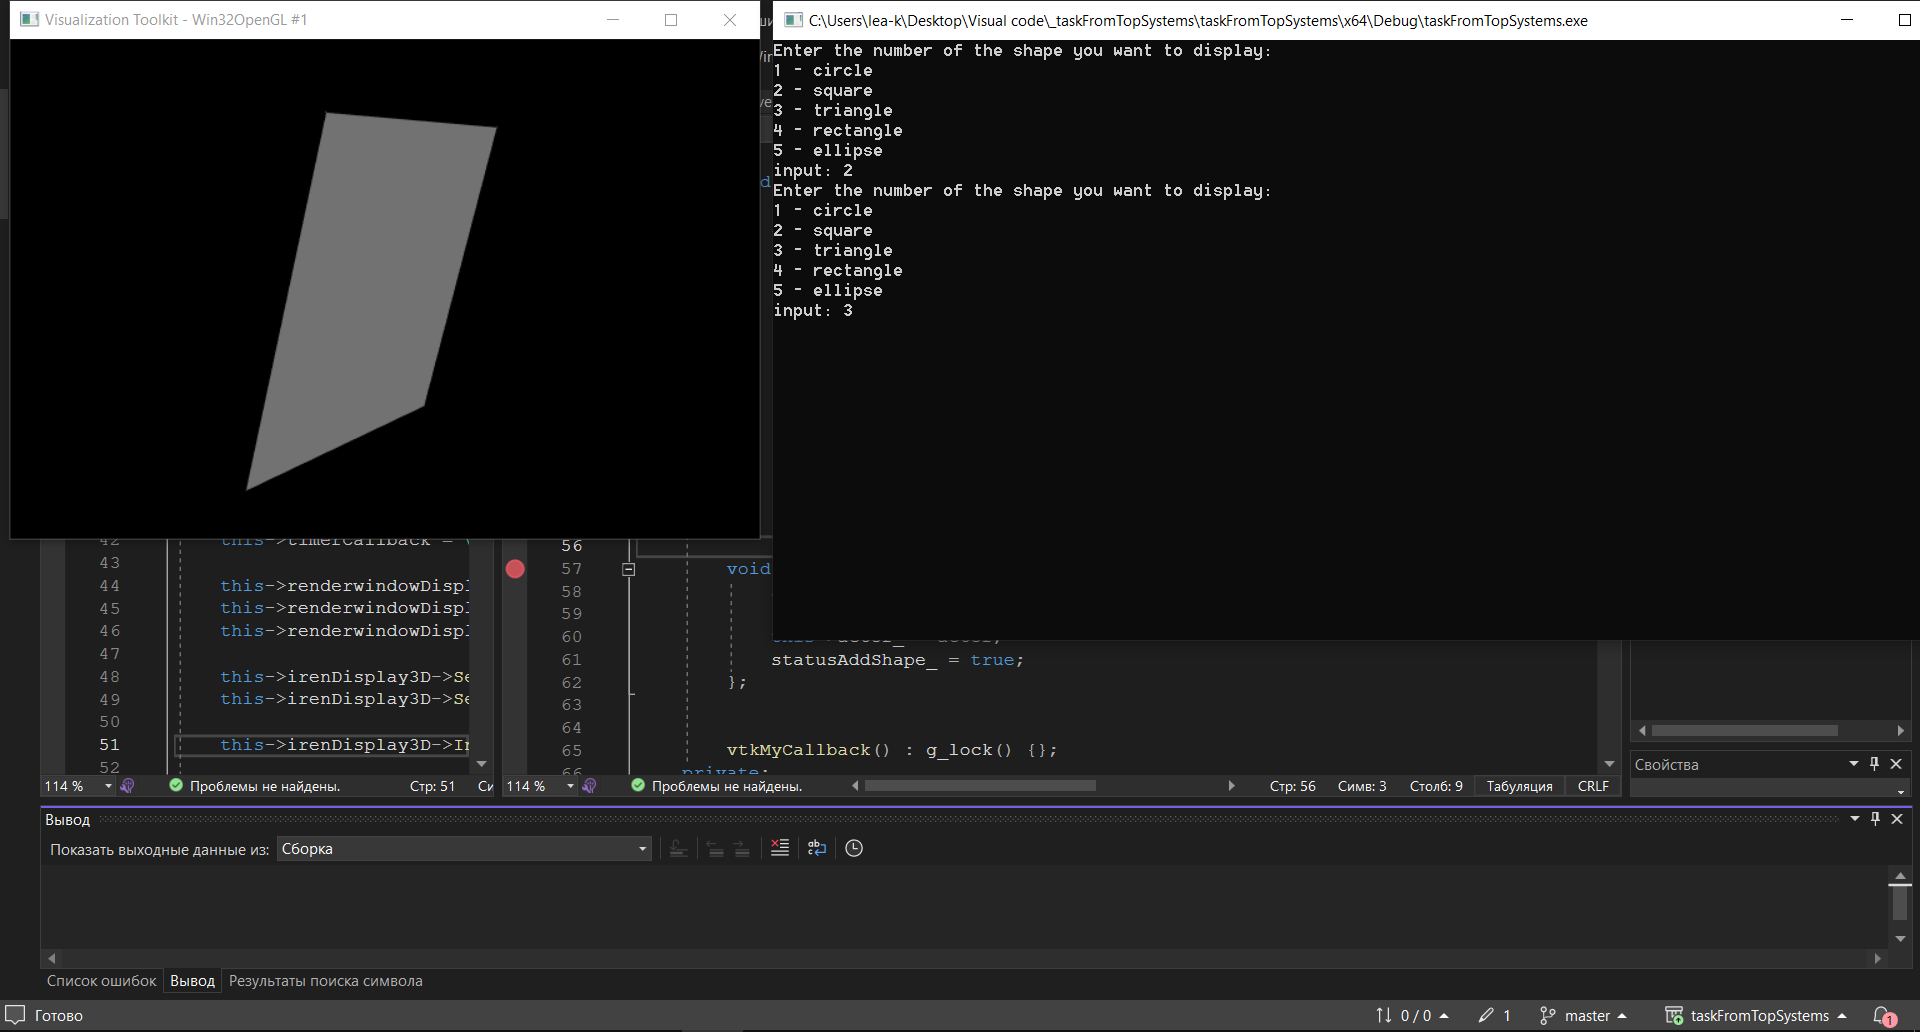 Visualization Toolkit - Win32OpenGL #1
C:\Users\lea-k\Desktop\Visual code\_taskFromTopSystems\taskFromTopSystems\x64\Debug\taskFromTopSystems.exe
Enter the number of the shape you want to display:
1 - circle
2 - square
3 - triangle
4 - rectangle
5 - ellipse
input: 2
Enter the number of the shape you want to display:
1 - circle
2 - square
3 - triangle
4 - rectangle
5 - ellipse
input: 3
42 this->timerCallback =
43
44 this->renderwindowDispl
45 this->renderwindowDispl
46 this->renderwindowDispl
47
48 this->irenDisplay3D->Se
49 this->irenDisplay3D->Se
50
51 this->irenDisplay3D->Ir
52
56
57 void
58
59
60
61 statusAddShape_ = true;
62 };
63
64
65 vtkMyCallback() : g_lock() {};
66 private:
114 % Проблемы не найдены. Стр: 51 Си
114 % Проблемы не найдены. Стр: 56 Симв: 3 Столб: 9 Табуляция CRLF
Свойства
Вывод
Показать выходные данные из: Сборка
Список ошибок Вывод Результаты поиска символа
Готово 0 / 0 1 master taskFromTopSystems 1